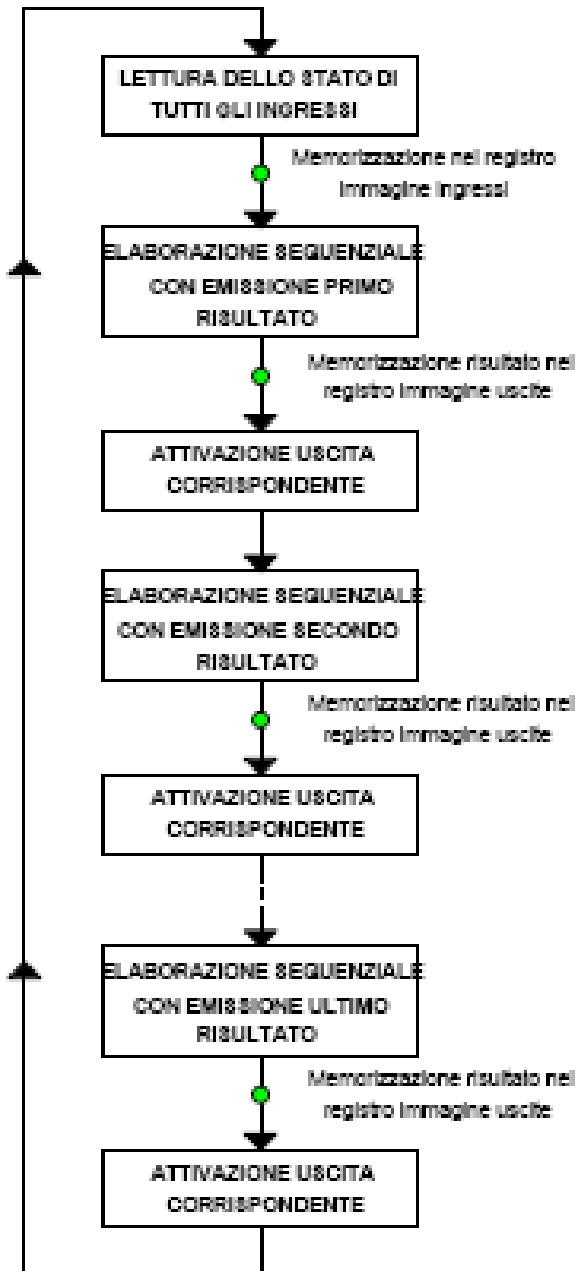 LETTURA DELLO STATO DI
TUTTI GLI INGRESSI
Memorizzazione nel registro
immagine ingressi
ELABORAZIONE SEQUENZIALE
CON EMISSIONE PRIMO
RISULTATO
Memorizzazione risultato nel
registro immagine uscite
ATTIVAZIONE USCITA
CORRISPONDENTE
ELABORAZIONE SEQUENZIALE
CON EMISSIONE SECONDO
RISULTATO
Memorizzazione risultato nel
registro immagine uscite
ATTIVAZIONE USCITA
CORRISPONDENTE
ELABORAZIONE SEQUENZIALE
CON EMISSIONE ULTIMO
RISULTATO
Memorizzazione risultato nel
registro immagine uscite
ATTIVAZIONE USCITA
CORRISPONDENTE